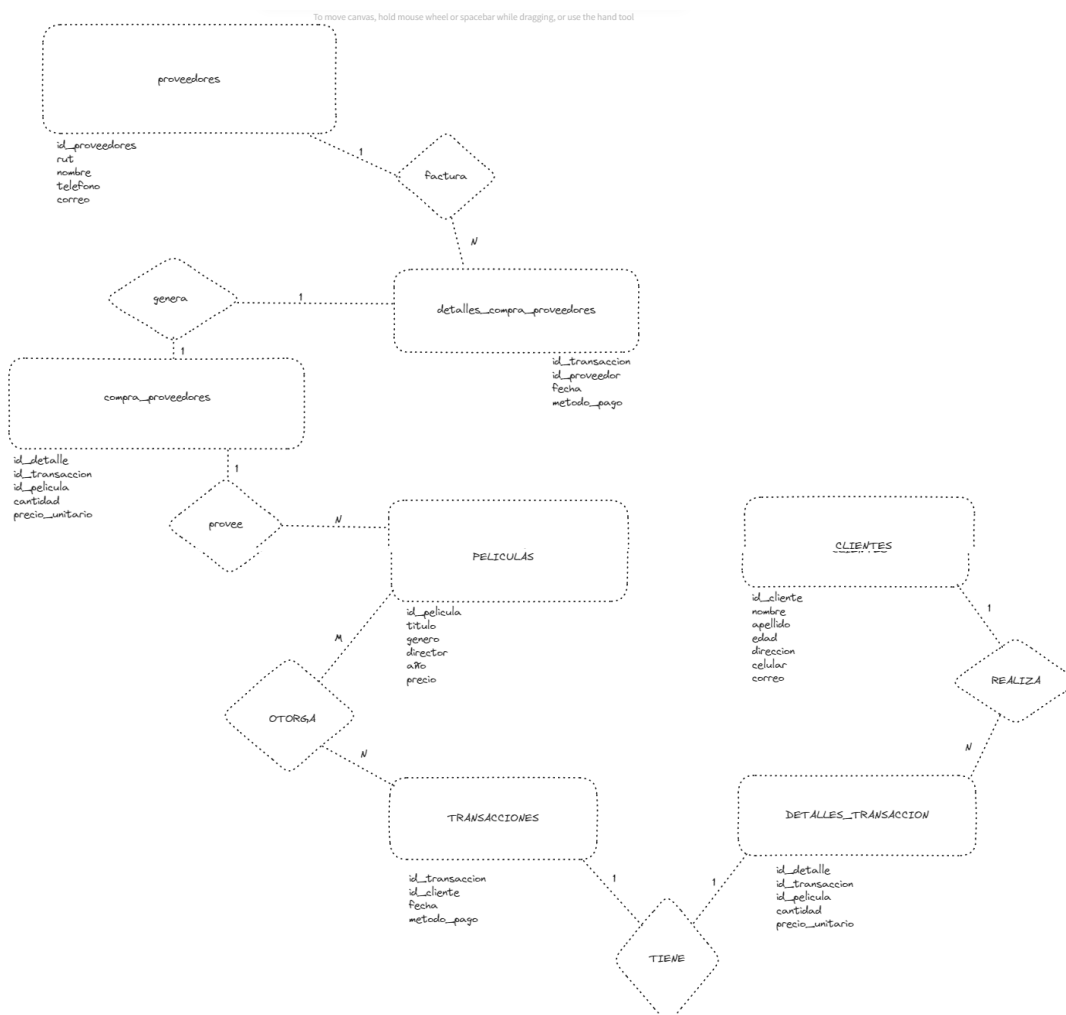 To move canvas, hold mouse wheel or spacebar while dragging, or use the hand tool
proveedores
id_proveedores
rut
nombre
telefono
correo
1
factura
N
genera
1
detalles_compra_proveedores
1
id_transaccion
id_proveedor
fecha
metodo_pago
compra_proveedores
id_detalle
id_transaccion
id_pelicula
cantidad
precio_unitario
1
provee
N
PELICULAS
id_pelicula
titulo
genero
director
año
precio
CLIENTES
id_cliente
nombre
apellido
edad
direccion
celular
correo
1
REALIZA
M
OTORGA
N
N
TRANSACCIONES
id_transaccion
id_cliente
fecha
metodo_pago
DETALLES_TRANSACCION
id_detalle
id_transaccion
id_pelicula
cantidad
precio_unitario
1
1
TIENE